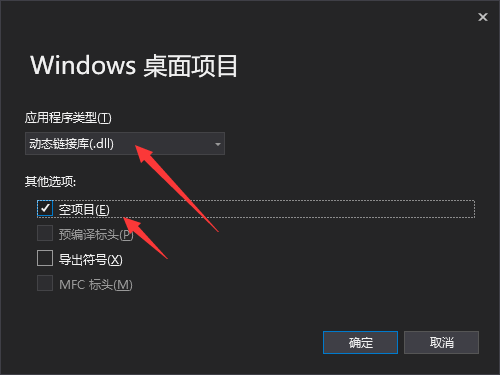 Windows 桌面项目
应用程序类型(T)
动态链接库(.dll)
其他选项:
空项目(E)
预编译标头(P)
导出符号(X)
MFC 标头(M)
确定
取消